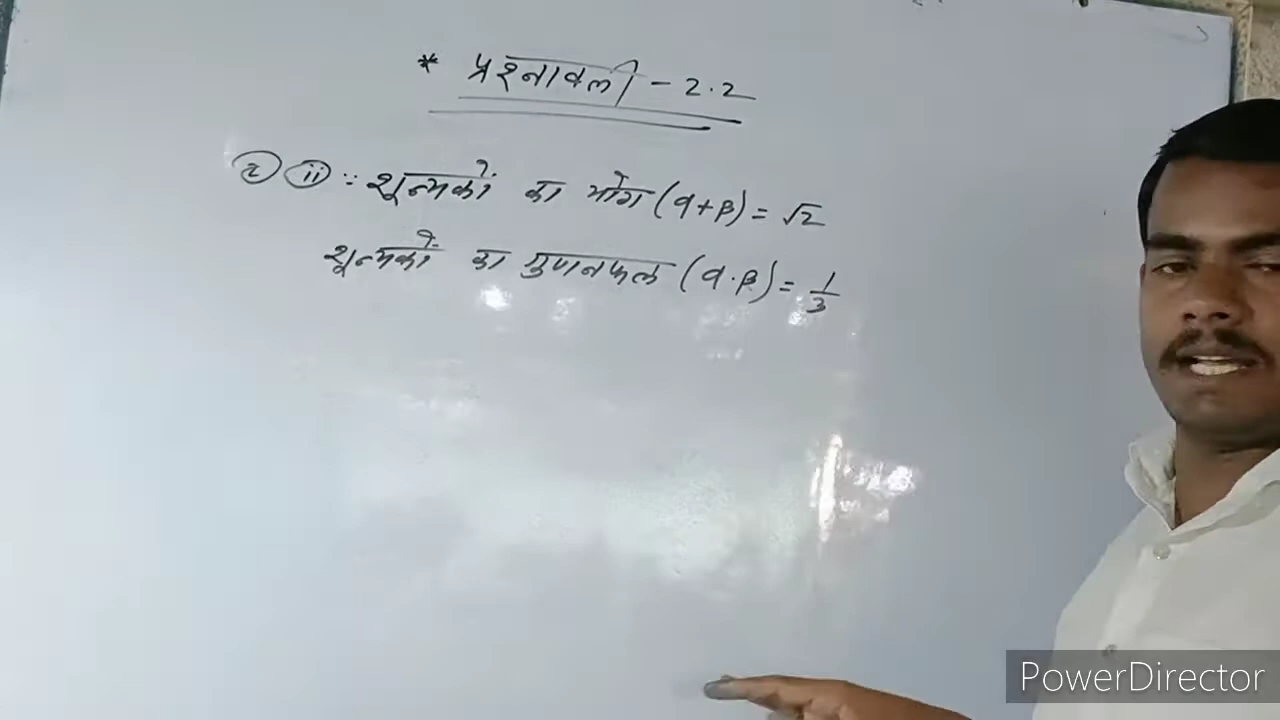 * प्रश्नावली - 2.2
② ⅱ ∵ शून्यकों का योग (α+β) = √2
शून्यकों का गुणनफल (α.β) = 1/3
PowerDirector